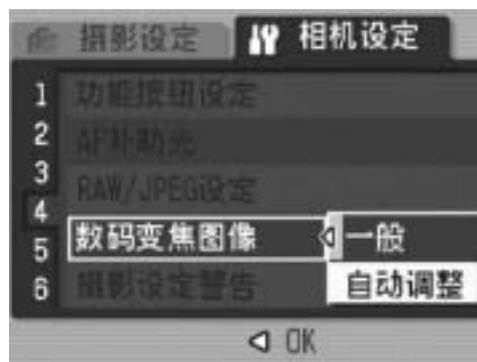 摄影设定 相机设定
1 功能按钮设定
2 AF补助光
3 RAW/JPEG设定
4
数码变焦图像 一般
5
6 摄影设定警告 自动调整
OK